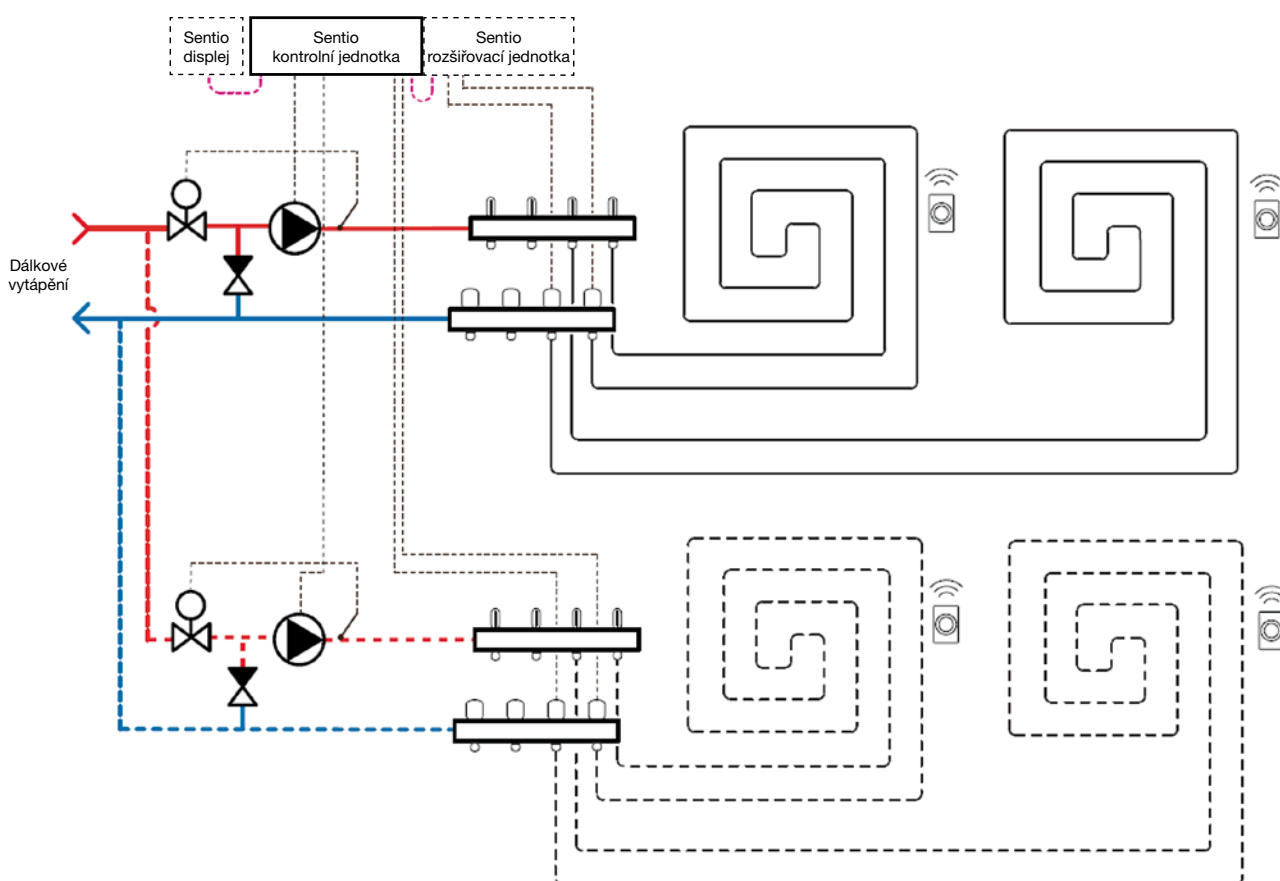 Sentio
displej
Sentio
kontrolní jednotka
Sentio
rozšiřovací jednotka
Dálkové
vytápění